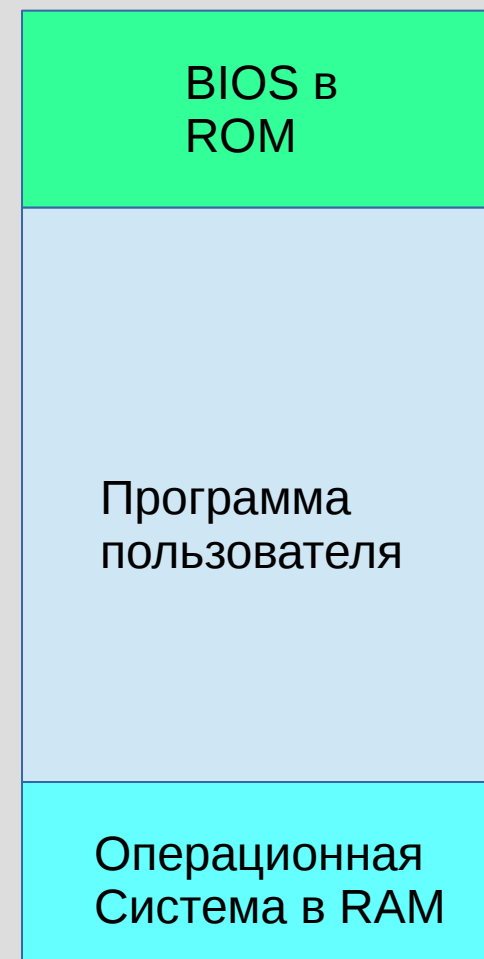 BIOS в
ROM
Программа
пользователя
Операционная
Система в RAM